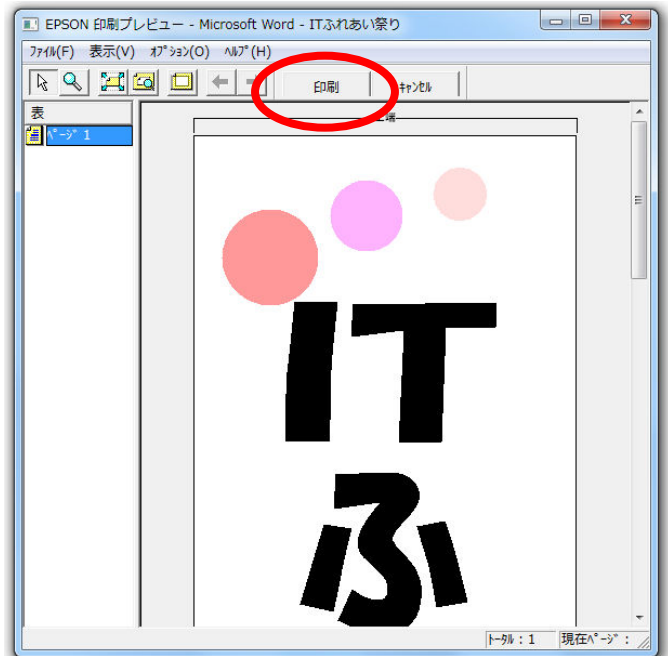 EPSON 印刷プレビュー - Microsoft Word - ITふれあい祭り
ﾌｧｲﾙ(F) 表示(V) ｵﾌﾟｼｮﾝ(O) ﾍﾙﾌﾟ(H)
印刷 ｷｬﾝｾﾙ
表
ﾍﾟｰｼﾞ 1
上端
IT
ふ
ﾄｰﾀﾙ : 1 現在ﾍﾟｰｼﾞ :